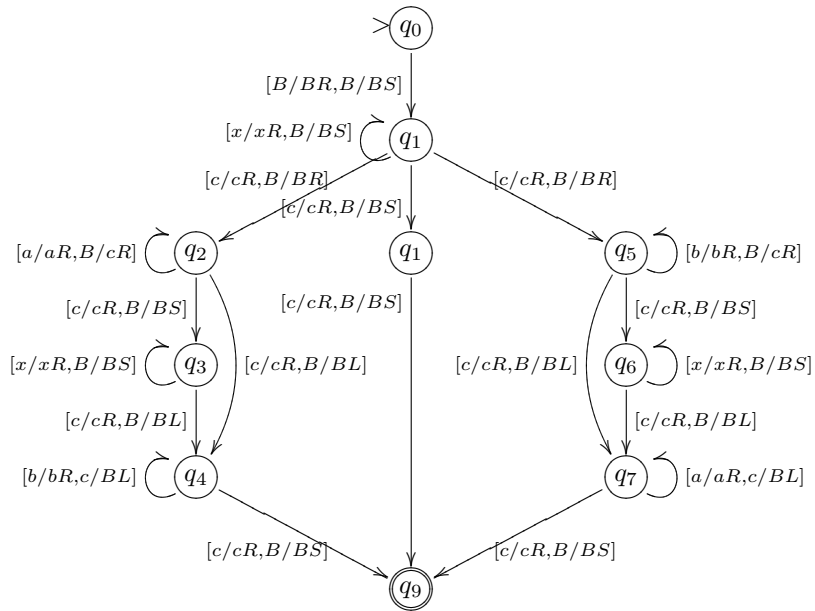 > q0
[B/BR,B/BS]
[x/xR,B/BS]
q1
[c/cR,B/BR]
[c/cR,B/BS]
[c/cR,B/BR]
[a/aR,B/cR]
q2
q1
q5
[b/bR,B/cR]
[c/cR,B/BS]
[c/cR,B/BS]
[c/cR,B/BS]
[x/xR,B/BS]
q3
[c/cR,B/BL]
[c/cR,B/BL]
q6
[x/xR,B/BS]
[c/cR,B/BL]
[c/cR,B/BL]
[b/bR,c/BL]
q4
q7
[a/aR,c/BL]
[c/cR,B/BS]
[c/cR,B/BS]
q9